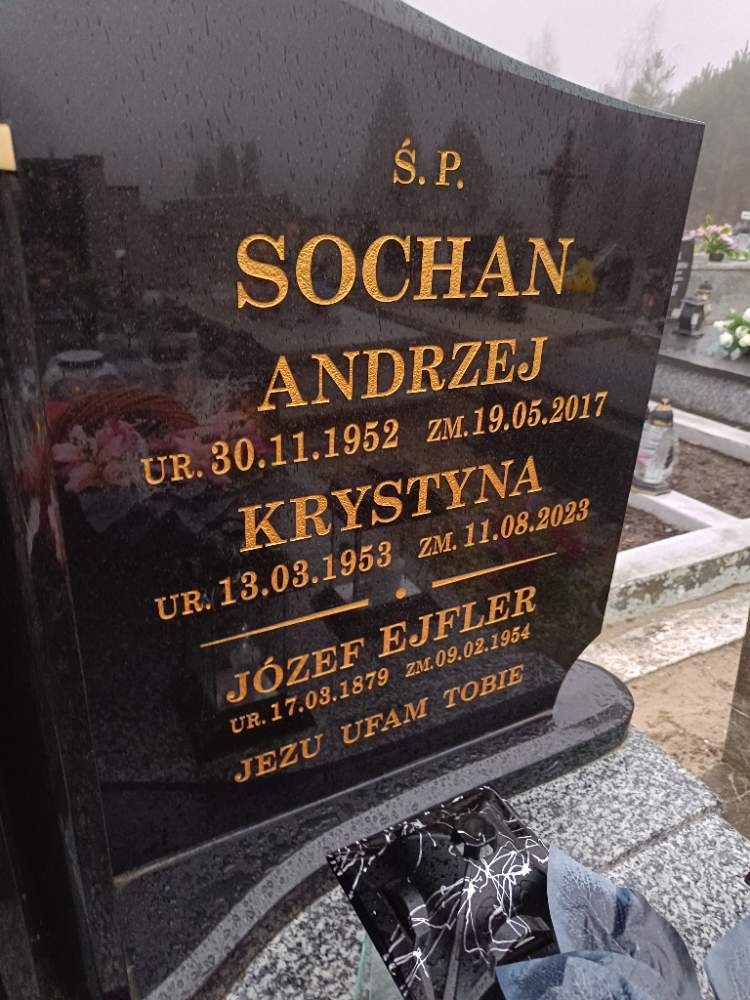 Ś. P.
SOCHAN
ANDRZEJ
UR. 30.11.1952 ZM. 19.05.2017
KRYSTYNA
UR. 13.03.1953 ZM. 11.08.2023
JÓZEF EJFLER
UR. 17.03.1879 ZM. 09.02.1954
JEZU UFAM TOBIE